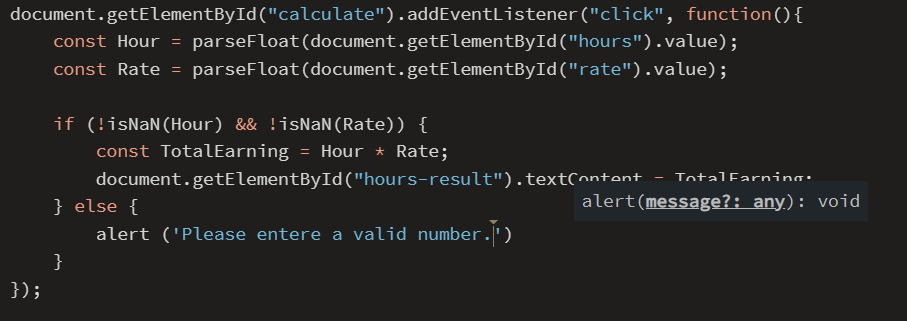 document.getElementById("calculate").addEventListener("click", function(){
    const Hour = parseFloat(document.getElementById("hours").value);
    const Rate = parseFloat(document.getElementById("rate").value);

    if (!isNaN(Hour) && !isNaN(Rate)) {
        const TotalEarning = Hour * Rate;
        document.getElementById("hours-result").textContent = TotalEarning;
alert(message?: any): void
    } else {
        alert ('Please entere a valid number.')
    }
});